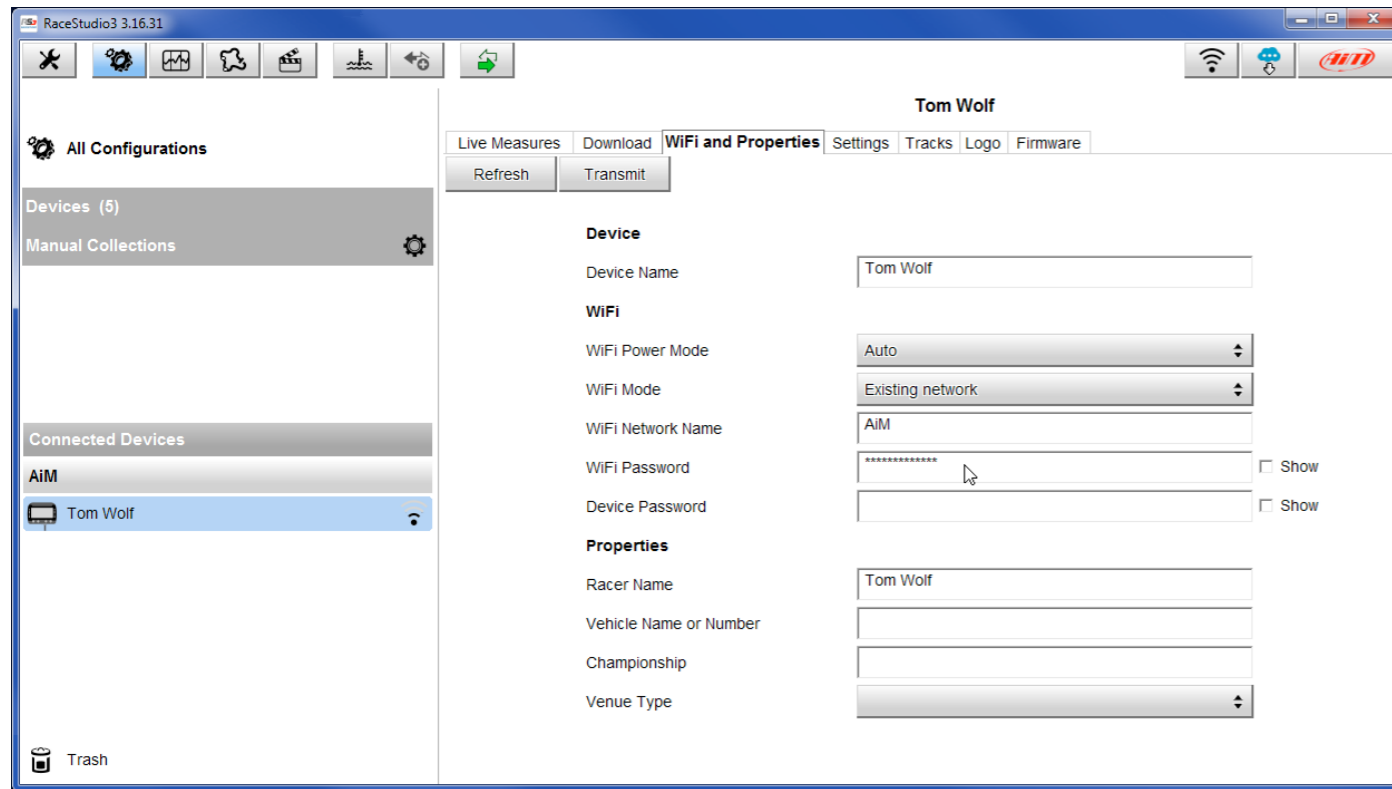 RaceStudio3 3.16.31
AiM
Tom Wolf
All Configurations
Live Measures Download WiFi and Properties Settings Tracks Logo Firmware
Refresh Transmit
Devices (5)
Manual Collections
Device
Device Name Tom Wolf
WiFi
WiFi Power Mode Auto
WiFi Mode Existing network
WiFi Network Name AiM
WiFi Password ************* Show
Device Password Show
Connected Devices
AiM
Tom Wolf
Properties
Racer Name Tom Wolf
Vehicle Name or Number
Championship
Venue Type
Trash